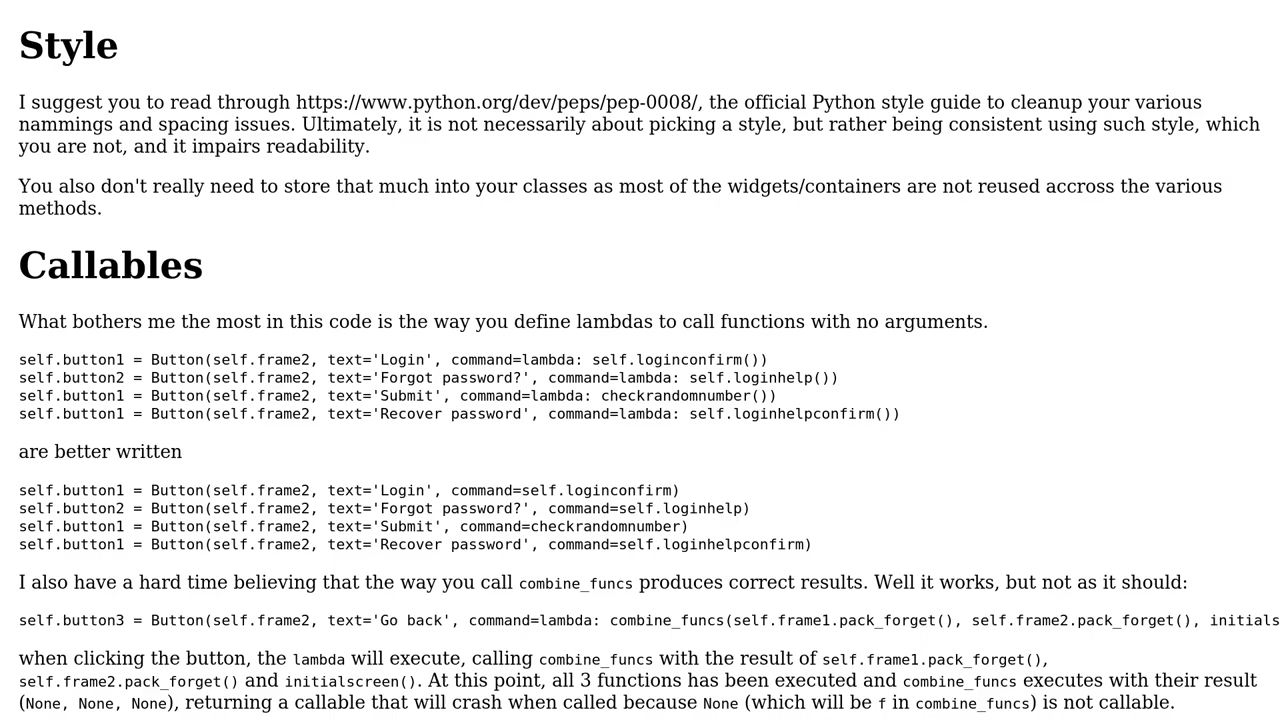 Style
I suggest you to read through https://www.python.org/dev/peps/pep-0008/, the official Python style guide to cleanup your various
nammings and spacing issues. Ultimately, it is not necessarily about picking a style, but rather being consistent using such style, which
you are not, and it impairs readability.
You also don't really need to store that much into your classes as most of the widgets/containers are not reused accross the various
methods.
Callables
What bothers me the most in this code is the way you define lambdas to call functions with no arguments.
self.button1 = Button(self.frame2, text='Login', command=lambda: self.loginconfirm())
self.button2 = Button(self.frame2, text='Forgot password?', command=lambda: self.loginhelp())
self.button1 = Button(self.frame2, text='Submit', command=lambda: checkrandomnumber())
self.button1 = Button(self.frame2, text='Recover password', command=lambda: self.loginhelpconfirm())
are better written
self.button1 = Button(self.frame2, text='Login', command=self.loginconfirm)
self.button2 = Button(self.frame2, text='Forgot password?', command=self.loginhelp)
self.button1 = Button(self.frame2, text='Submit', command=checkrandomnumber)
self.button1 = Button(self.frame2, text='Recover password', command=self.loginhelpconfirm)
I also have a hard time believing that the way you call combine_funcs produces correct results. Well it works, but not as it should:
self.button3 = Button(self.frame2, text='Go back', command=lambda: combine_funcs(self.frame1.pack_forget(), self.frame2.pack_forget(), initials
when clicking the button, the lambda will execute, calling combine_funcs with the result of self.frame1.pack_forget(),
self.frame2.pack_forget() and initialscreen(). At this point, all 3 functions has been executed and combine_funcs executes with their result
(None, None, None), returning a callable that will crash when called because None (which will be f in combine_funcs) is not callable.